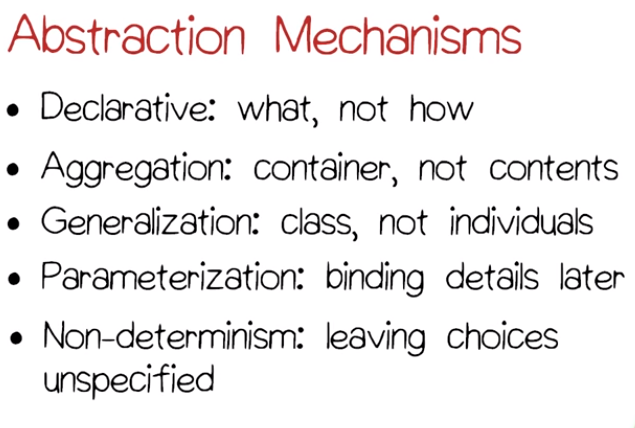 Abstraction Mechanisms
• Declarative: what, not how
• Aggregation: container, not contents
• Generalization: class, not individuals
• Parameterization: binding details later
• Non-determinism: leaving choices
unspecified